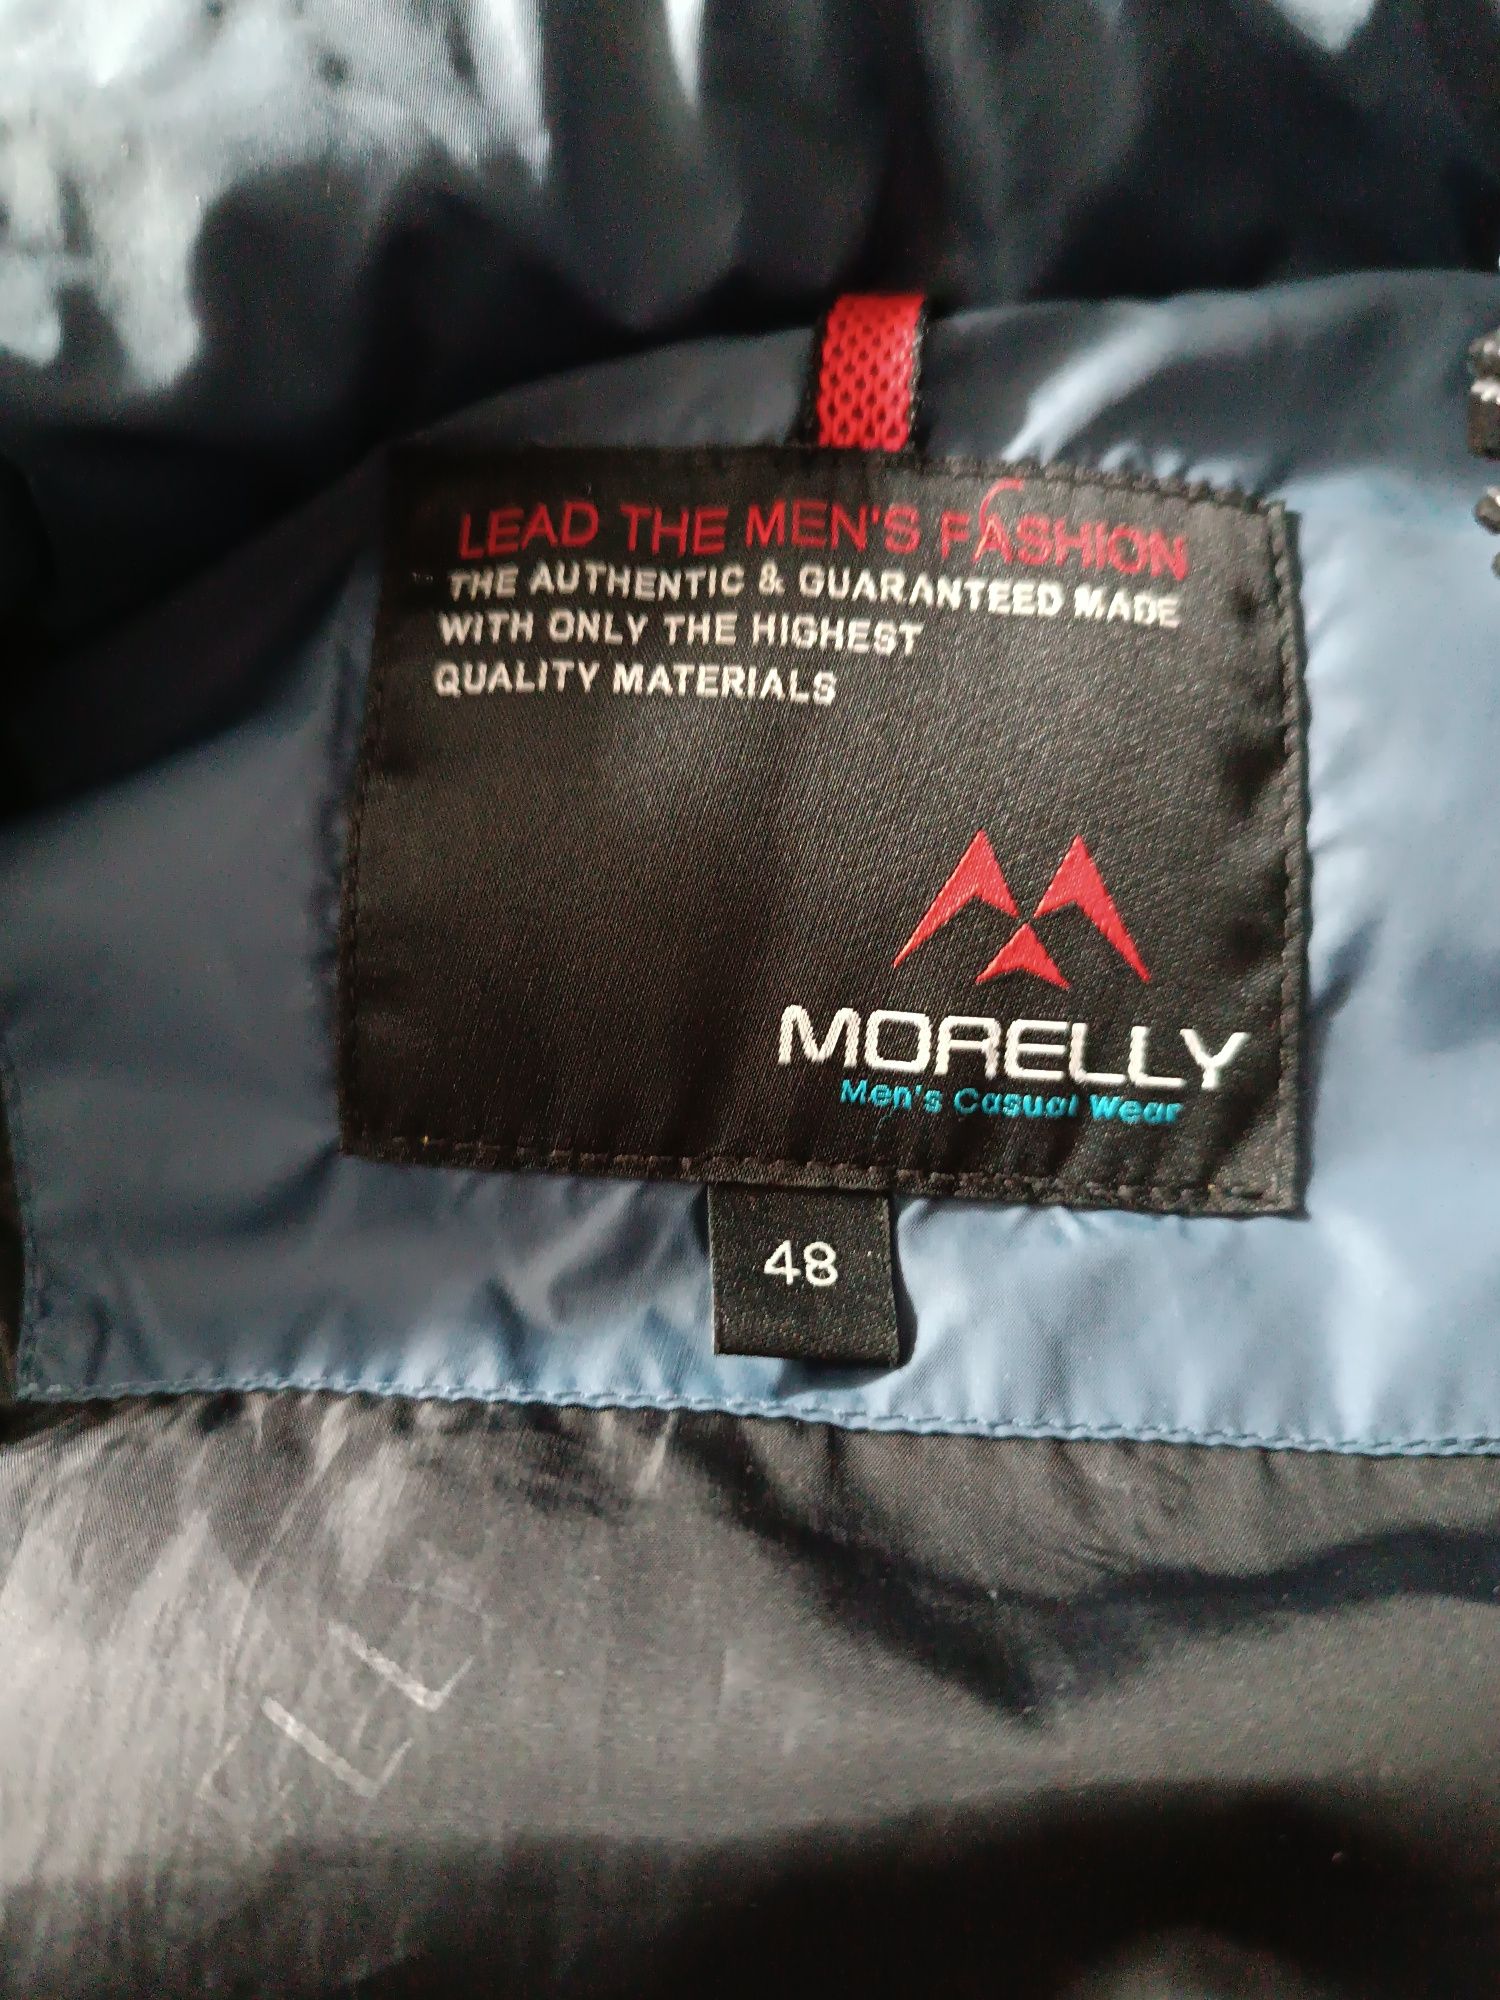 LEAD THE MEN'S FASHION
THE AUTHENTIC & GUARANTEED MADE
WITH ONLY THE HIGHEST
QUALITY MATERIALS
MORELLY
Men's Casual Wear
48